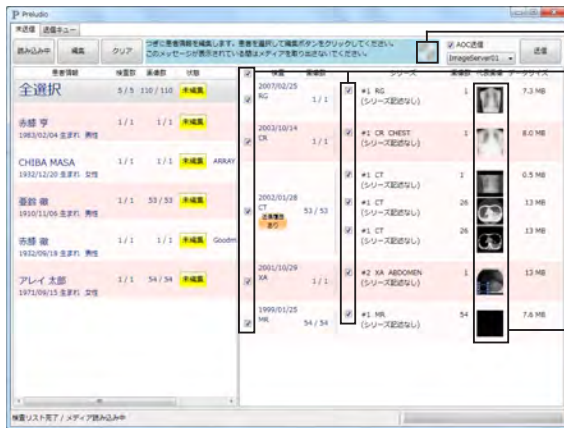 Preludio
未送信 送信キュー
読み込み中 編集 クリア
つぎに患者情報を編集します。患者を選択して編集ボタンをクリックしてください。
このメッセージが表示されている間はメディアを取り出さないでください。
AOC送信
ImageServer01
送信
患者情報 検査数 画像数 状態
全選択 5/5 110/110 未編集
赤膝 亨 1/1 1/1 未編集
1983/02/04 生まれ 男性
CHIBA MASA 1/1 1/1 未編集 ARRAY
1932/12/20 生まれ 女性
亜鈴 徹 1/1 53/53 未編集
1910/11/06 生まれ 男性
赤膝 徹 1/1 1/1 未編集 Goodm
1932/09/18 生まれ 男性
アレイ 太郎 1/1 54/54 未編集
1971/09/15 生まれ 女性
検査 画像数 シリーズ 画像数 代表画像 データサイズ
2007/02/25
RG 1/1 #1 RG 1 7.3 MB
(シリーズ記述なし)
2003/10/14
CR 1/1 #1 CR CHEST 1 8.0 MB
(シリーズ記述なし)
2002/01/28
CT 53/53
送信履歴
あり
#1 CT 1 0.5 MB
(シリーズ記述なし)
#1 CT 26 13 MB
(シリーズ記述なし)
#1 CT 26 13 MB
(シリーズ記述なし)
2001/10/29
XA 1/1 #2 XA ABDOMEN 1 13 MB
(シリーズ記述なし)
1999/01/25
MR 54/54 #1 MR 54 7.6 MB
(シリーズ記述なし)
検査リスト完了 / メディア読み込み中